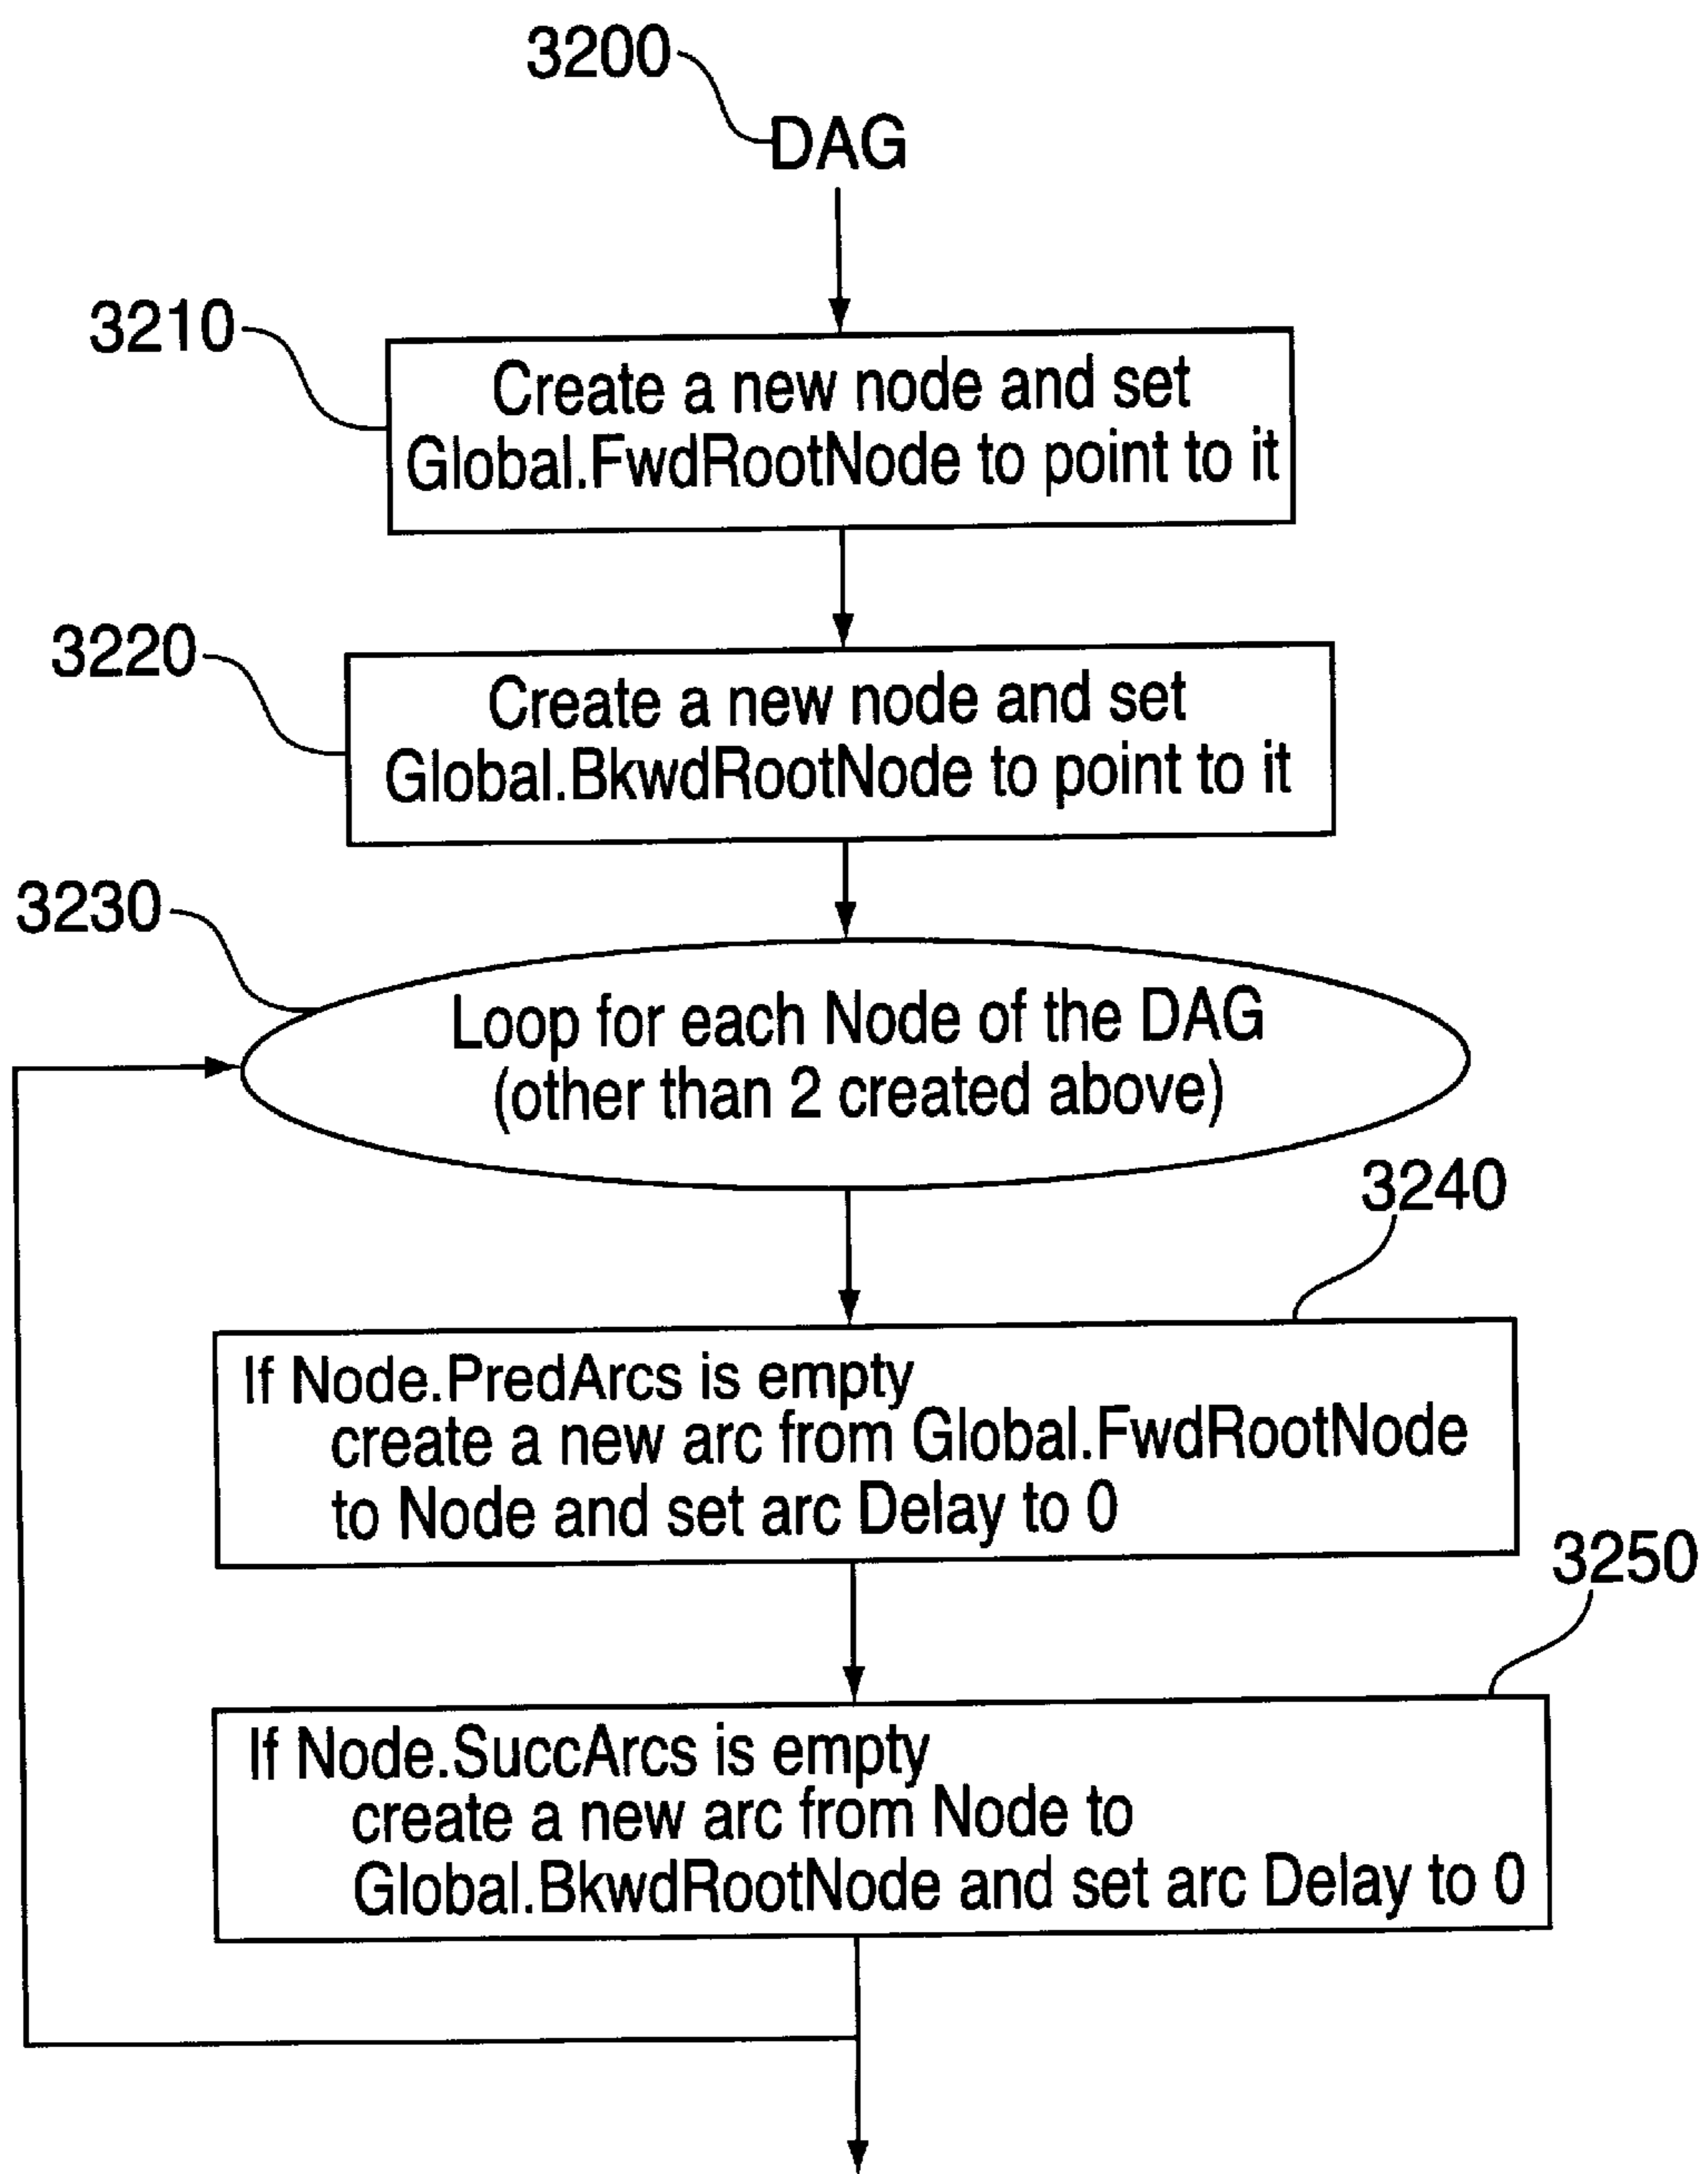 3200
DAG
3210
Create a new node and set
Global.FwdRootNode to point to it
3220
Create a new node and set
Global.BkwdRootNode to point to it
3230
Loop for each Node of the DAG
(other than 2 created above)
3240
If Node.PredArcs is empty
create a new arc from Global.FwdRootNode
to Node and set arc Delay to 0
3250
If Node.SuccArcs is empty
create a new arc from Node to
Global.BkwdRootNode and set arc Delay to 0